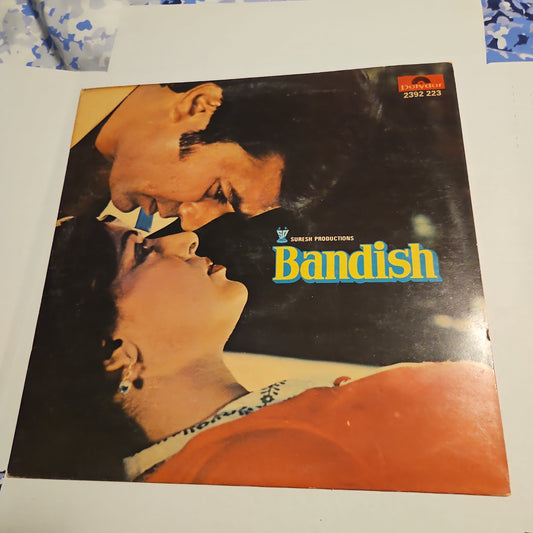 Polydor
2392 223
SURESH PRODUCTIONS
Bandish